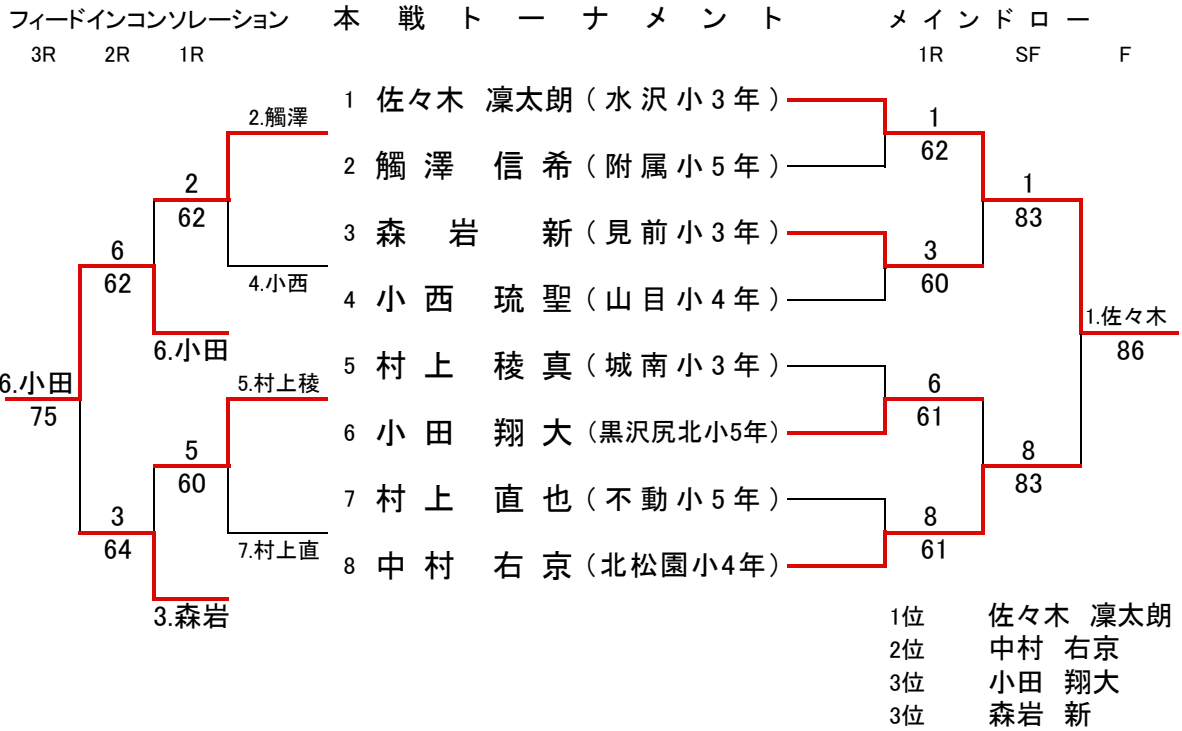 フィードインコンソレーション 本戦トーナメント メインドロー
3R 2R 1R 1R SF F
1 佐々木 凜太朗 (水沢小3年)
2.觸澤 1
62
2 觸澤 信希 (附属小5年)
2 1
62 83
3 森岩 新 (見前小3年)
6 3
62 4.小西 60
4 小西 琉聖 (山目小4年)
1.佐々木
6.小田 86
5 村上 稜真 (城南小3年)
6.小田 5.村上稜 6
75 61
6 小田 翔大 (黒沢尻北小5年)
5 8
60 83
7 村上 直也 (不動小5年)
3 8
64 7.村上直 61
8 中村 右京 (北松園小4年)
3.森岩
1位 佐々木 凜太朗
2位 中村 右京
3位 小田 翔大
3位 森岩 新